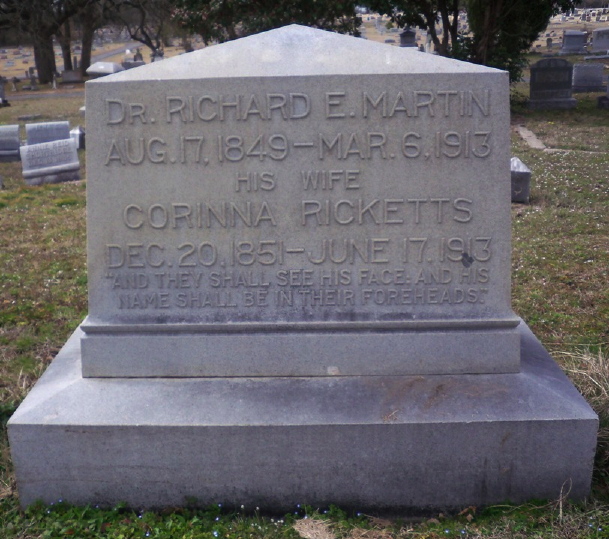 DR. RICHARD E. MARTIN
AUG. 17, 1849 – MAR. 6, 1913
HIS WIFE
CORINNA RICKETTS
DEC. 20, 1851 – JUNE 17, 1913
"AND THEY SHALL SEE HIS FACE: AND HIS
NAME SHALL BE IN THEIR FOREHEADS."